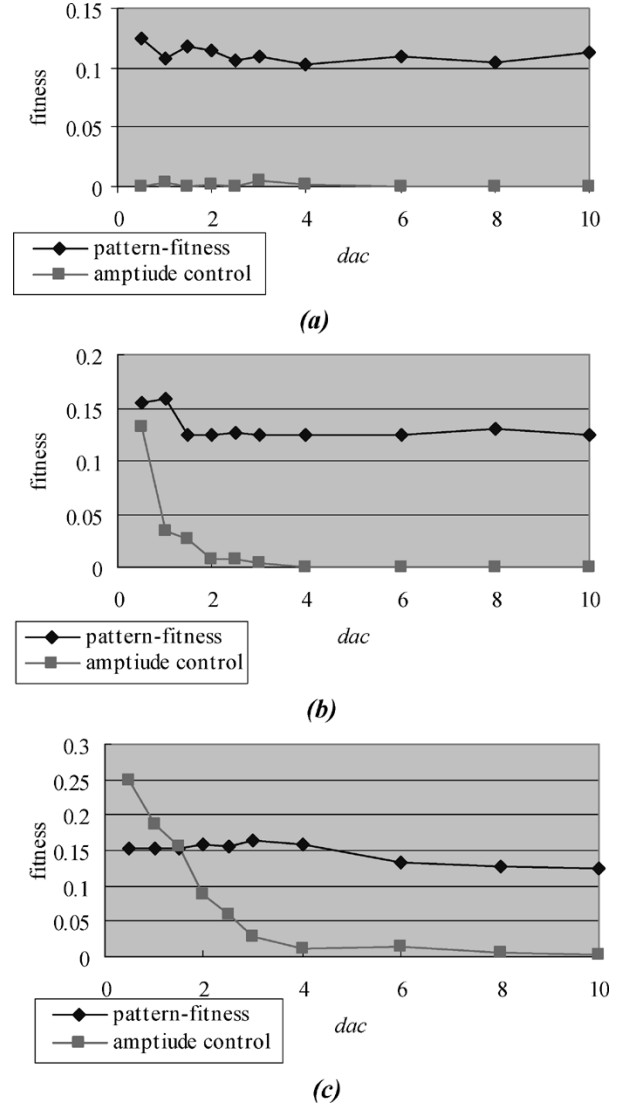 0.15
0.1
0.05
0
fitness
0 2 4 6 8 10
dac
pattern-fitness
amptiude control
(a)
0.2
0.15
0.1
0.05
0
fitness
0 2 4 6 8 10
dac
pattern-fitness
amptiude control
(b)
0.3
0.25
0.2
0.15
0.1
0.05
0
fitness
0 2 4 6 8 10
dac
pattern-fitness
amptiude control
(c)